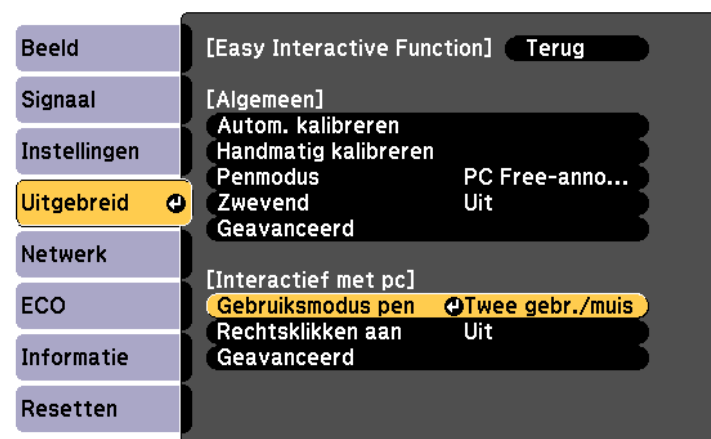 Beeld
Signaal
Instellingen
Uitgebreid
Netwerk
ECO
Informatie
Resetten
[Easy Interactive Function] Terug
[Algemeen]
Autom. kalibreren
Handmatig kalibreren
Penmodus PC Free-anno...
Zwevend Uit
Geavanceerd
[Interactief met pc]
Gebruiksmodus pen Twee gebr./muis
Rechtsklikken aan Uit
Geavanceerd